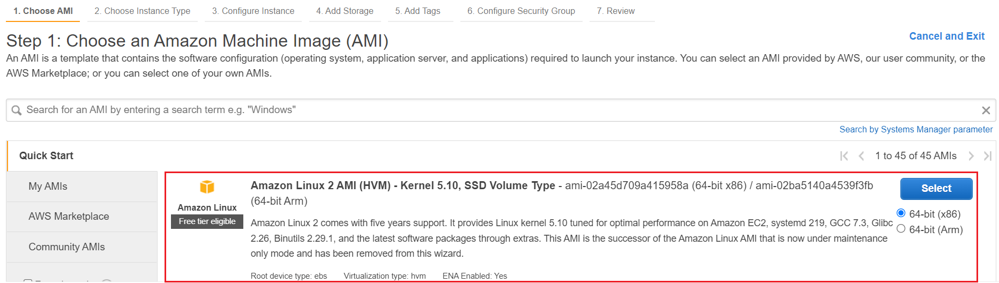 1. Choose AMI 2. Choose Instance Type 3. Configure Instance 4. Add Storage 5. Add Tags 6. Configure Security Group 7. Review
Step 1: Choose an Amazon Machine Image (AMI)
Cancel and Exit
An AMI is a template that contains the software configuration (operating system, application server, and applications) required to launch your instance. You can select an AMI provided by AWS, our user community, or the
AWS Marketplace; or you can select one of your own AMIs.
Search for an AMI by entering a search term e.g. "Windows"
Search by Systems Manager parameter
Quick Start
1 to 45 of 45 AMIs
My AMIs
AWS Marketplace
Community AMIs
Amazon Linux
Free tier eligible
Amazon Linux 2 AMI (HVM) - Kernel 5.10, SSD Volume Type - ami-02a45d709a415958a (64-bit x86) / ami-02ba5140a4539f3fb
(64-bit Arm)
Amazon Linux 2 comes with five years support. It provides Linux kernel 5.10 tuned for optimal performance on Amazon EC2, systemd 219, GCC 7.3, Glibc
2.26, Binutils 2.29.1, and the latest software packages through extras. This AMI is the successor of the Amazon Linux AMI that is now under maintenance
only mode and has been removed from this wizard.
Root device type: ebs Virtualization type: hvm ENA Enabled: Yes
Select
64-bit (x86)
64-bit (Arm)